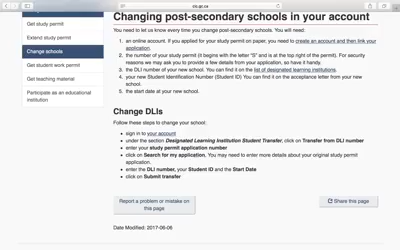 cic.gc.ca
Get study permit
Extend study permit
Change schools
Get student work permit
Get teaching material
Participate as an educational
institution
Changing post-secondary schools in your account
You need to let us know every time you change post-secondary schools. You will need:
1. an online account. If you applied for your study permit on paper, you need to create an account and then link your
application.
2. the number of your study permit (it begins with the letter "S" and is at the top right of the permit). For security
reasons we may ask you to provide a few details from your application, so have it handy.
3. the DLI number of your new school. You can find it on the list of designated learning institutions.
4. your new Student Identification Number (Student ID) You can find it on the acceptance letter from your new
school.
5. the start date at your new school.
Change DLIs
Follow these steps to change your school:
• sign in to your account
• under the section Designated Learning Institution Student Transfer, click on Transfer from DLI number
• enter your study permit application number
• click on Search for my application. You may need to enter more details about your original study permit
application.
• enter the DLI number, your Student ID and the Start Date
• click on Submit transfer
Report a problem or mistake on
this page
Share this page
Date Modified: 2017-06-06